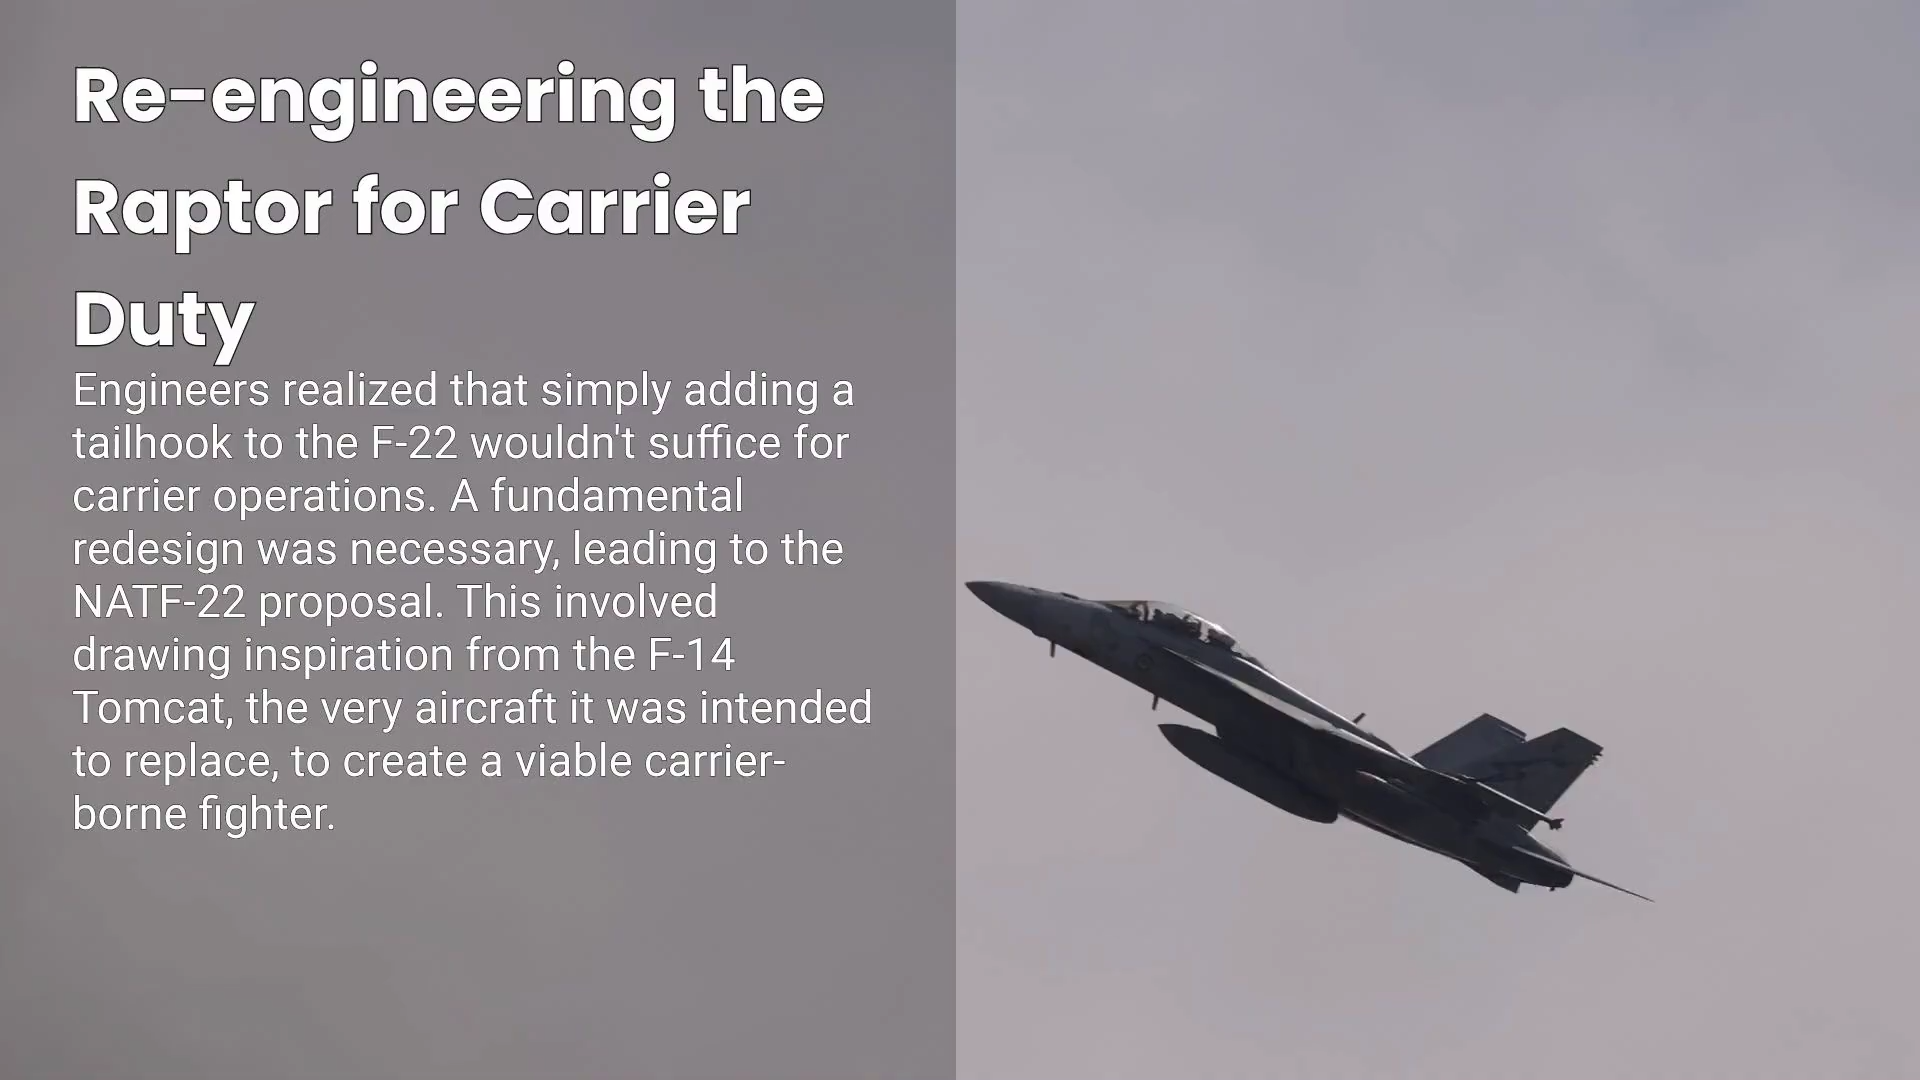 Re-engineering the
Raptor for Carrier
Duty
Engineers realized that simply adding a
tailhook to the F-22 wouldn't suffice for
carrier operations. A fundamental
redesign was necessary, leading to the
NATF-22 proposal. This involved
drawing inspiration from the F-14
Tomcat, the very aircraft it was intended
to replace, to create a viable carrier-
borne fighter.